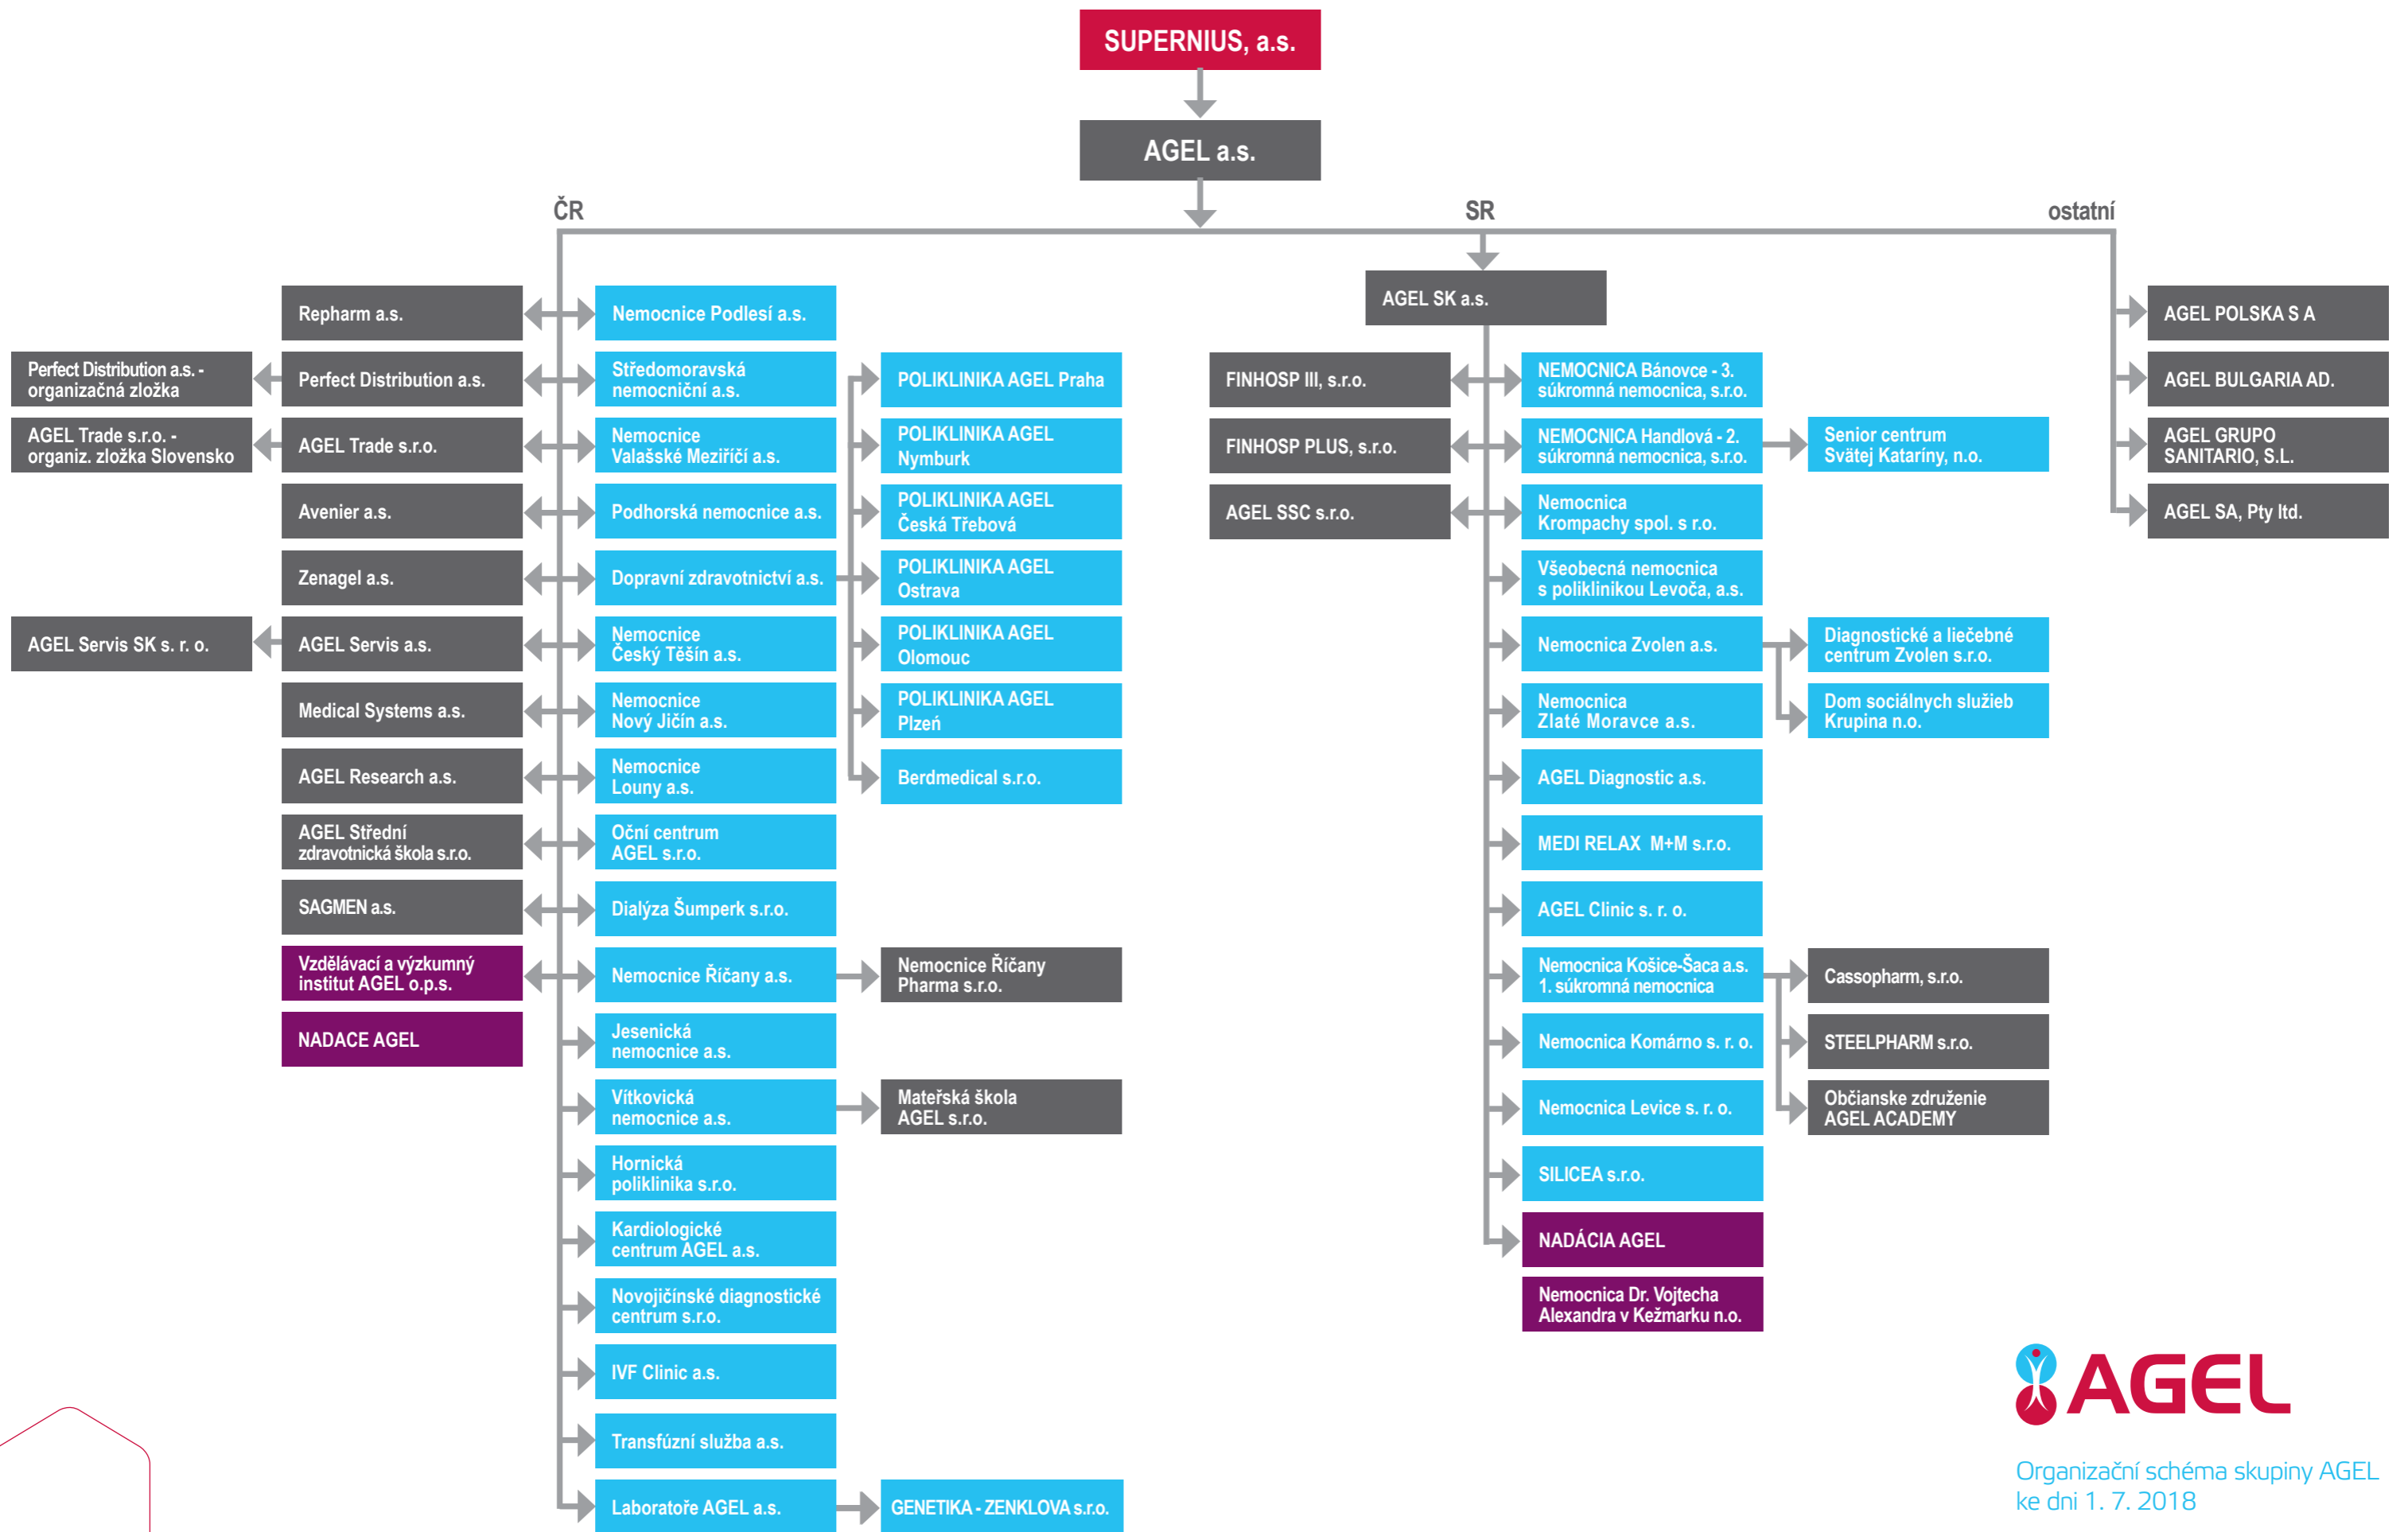 SUPERNIUS, a.s.
AGEL a.s.
ČR
SR
ostatní
Repharm a.s.
Perfect Distribution a.s. -
organizačná zložka
Perfect Distribution a.s.
AGEL Trade s.r.o. -
organiz. zložka Slovensko
AGEL Trade s.r.o.
Avenier a.s.
Zenagel a.s.
AGEL Servis SK s. r. o.
AGEL Servis a.s.
Medical Systems a.s.
AGEL Research a.s.
AGEL Střední
zdravotnická škola s.r.o.
SAGMEN a.s.
Vzdělávací a výzkumný
institut AGEL o.p.s.
NADACE AGEL
Nemocnice Podlesí a.s.
Středomoravská
nemocniční a.s.
Nemocnice
Valašské Meziříčí a.s.
Podhorská nemocnice a.s.
Dopravní zdravotnictví a.s.
Nemocnice
Český Těšín a.s.
Nemocnice
Nový Jičín a.s.
Nemocnice
Louny a.s.
Oční centrum
AGEL s.r.o.
Dialýza Šumperk s.r.o.
Nemocnice Říčany a.s.
Jesenická
nemocnice a.s.
Vítkovická
nemocnice a.s.
Hornická
poliklinika s.r.o.
Kardiologické
centrum AGEL a.s.
Novojičínské diagnostické
centrum s.r.o.
IVF Clinic a.s.
Transfúzní služba a.s.
Laboratoře AGEL a.s.
POLIKLINIKA AGEL Praha
POLIKLINIKA AGEL
Nymburk
POLIKLINIKA AGEL
Česká Třebová
POLIKLINIKA AGEL
Ostrava
POLIKLINIKA AGEL
Olomouc
POLIKLINIKA AGEL
Plzeń
Berdmedical s.r.o.
Nemocnice Říčany
Pharma s.r.o.
Mateřská škola
AGEL s.r.o.
GENETIKA - ZENKLOVA s.r.o.
AGEL SK a.s.
FINHOSP III, s.r.o.
FINHOSP PLUS, s.r.o.
AGEL SSC s.r.o.
NEMOCNICA Bánovce - 3.
súkromná nemocnica, s.r.o.
NEMOCNICA Handlová - 2.
súkromná nemocnica, s.r.o.
Nemocnica
Krompachy spol. s r.o.
Všeobecná nemocnica
s poliklinikou Levoča, a.s.
Nemocnica Zvolen a.s.
Nemocnica
Zlaté Moravce a.s.
AGEL Diagnostic a.s.
MEDI RELAX M+M s.r.o.
AGEL Clinic s. r. o.
Nemocnica Košice-Šaca a.s.
1. súkromná nemocnica
Nemocnica Komárno s. r. o.
Nemocnica Levice s. r. o.
SILICEA s.r.o.
NADÁCIA AGEL
Nemocnica Dr. Vojtecha
Alexandra v Kežmarku n.o.
Senior centrum
Svätej Kataríny, n.o.
Diagnostické a liečebné
centrum Zvolen s.r.o.
Dom sociálnych služieb
Krupina n.o.
Cassopharm, s.r.o.
STEELPHARM s.r.o.
Občianske združenie
AGEL ACADEMY
AGEL POLSKA S A
AGEL BULGARIA AD.
AGEL GRUPO
SANITARIO, S.L.
AGEL SA, Pty ltd.
AGEL
Organizační schéma skupiny AGEL
ke dni 1. 7. 2018